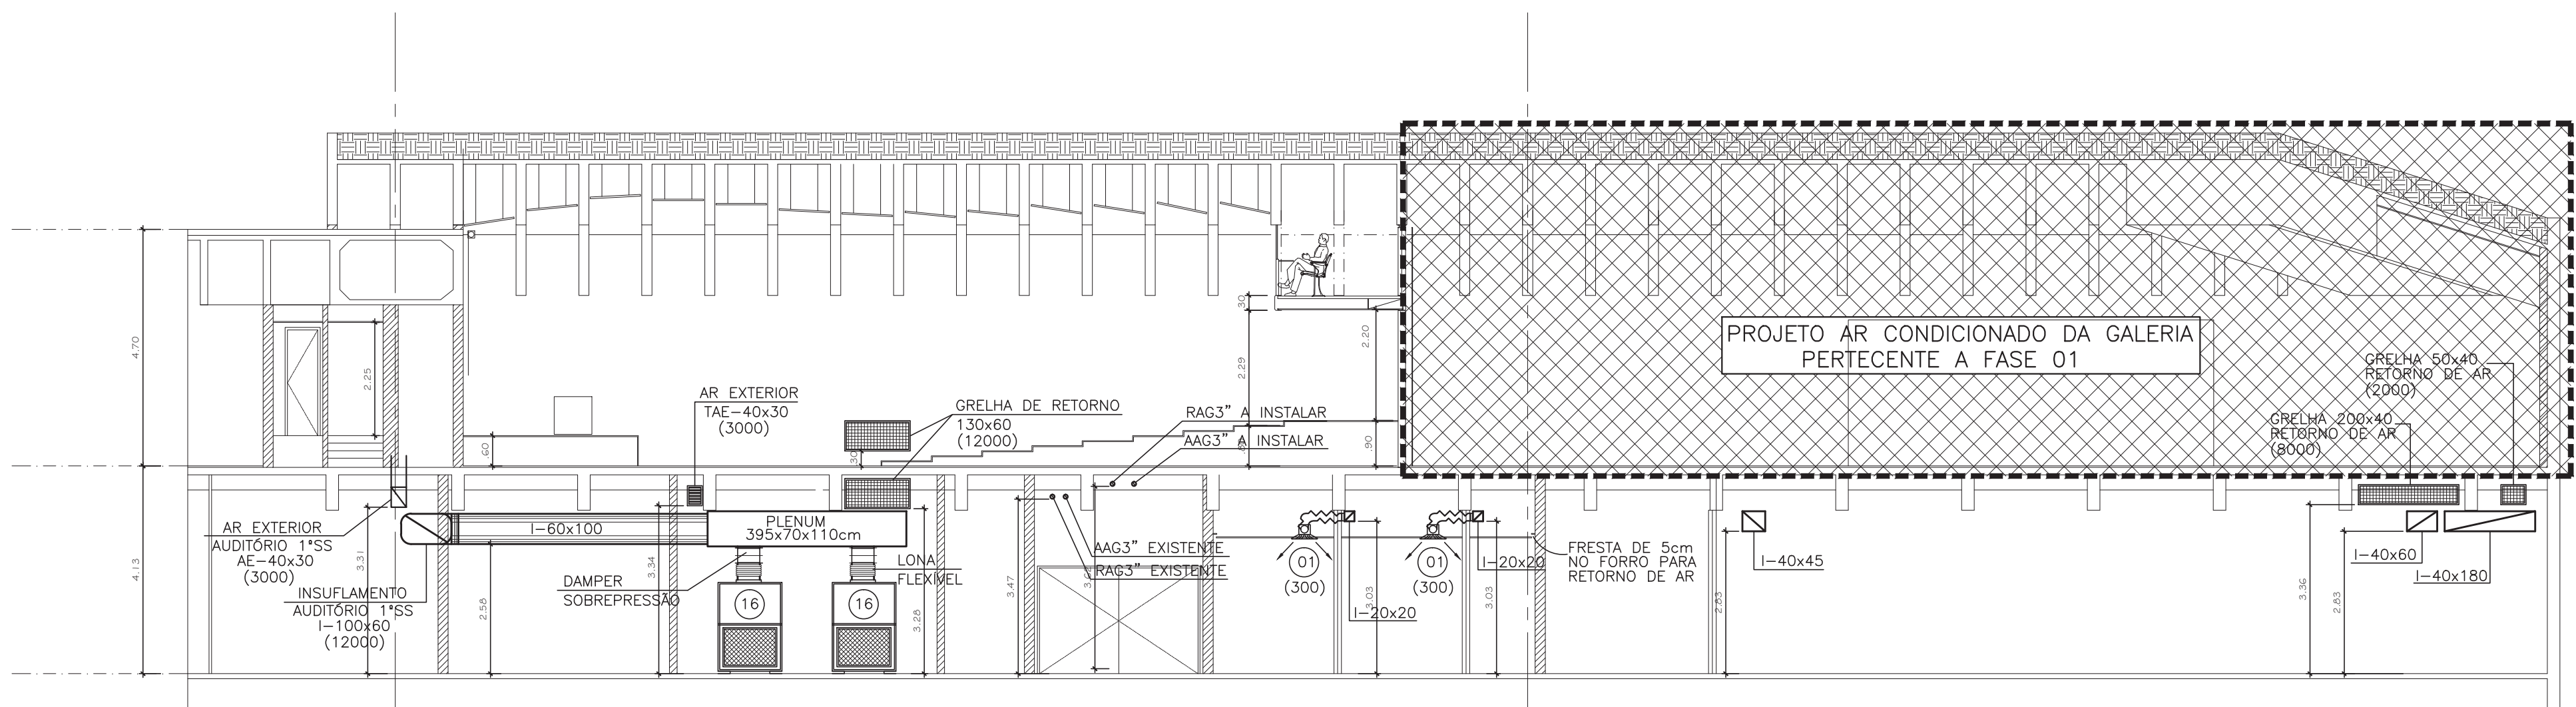 PROJETO AR CONDICIONADO DA GALERIA
PERTECENTE A FASE 01
GRELHA 50x40
RETORNO DE AR
(2000)
GRELHA 200x40
RETORNO DE AR
(8000)
4.70
2.25
.30
2.20
2.29
.60
.30
.90
AR EXTERIOR
TAE-40x30
(3000)
GRELHA DE RETORNO
130x60
(12000)
RAG3" A INSTALAR
AAG3" A INSTALAR
AR EXTERIOR
AUDITÓRIO 1°SS
AE-40x30
(3000)
INSUFLAMENTO
AUDITÓRIO 1°SS
I-100x60
(12000)
4.13
3.31
2.58
I-60x100
3.34
PLENUM
395x70x110cm
DAMPER
SOBREPRESSÃO
LONA
FLEXÍVEL
16
16
3.28
3.47
AAG3" EXISTENTE
RAG3" EXISTENTE
01
(300)
3.03
I-20x20
01
(300)
3.03
I-20x20
FRESTA DE 5cm
NO FORRO PARA
RETORNO DE AR
2.83
I-40x45
3.36
2.83
I-40x60
I-40x180